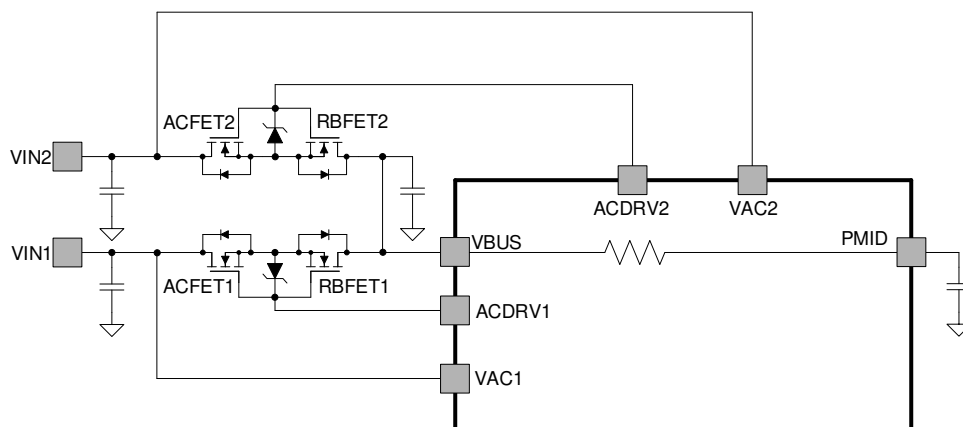 ACFET2
RBFET2
VIN2
ACDRV2
VAC2
VIN1
VBUS
PMID
ACFET1
RBFET1
ACDRV1
VAC1